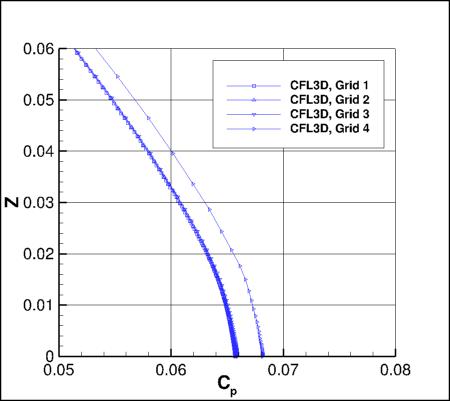 0.06
CFL3D, Grid 1
CFL3D, Grid 2
CFL3D, Grid 3
CFL3D, Grid 4
0.05
0.04
Z
0.03
0.02
0.01
0
0.05 0.06 0.07 0.08
Cp